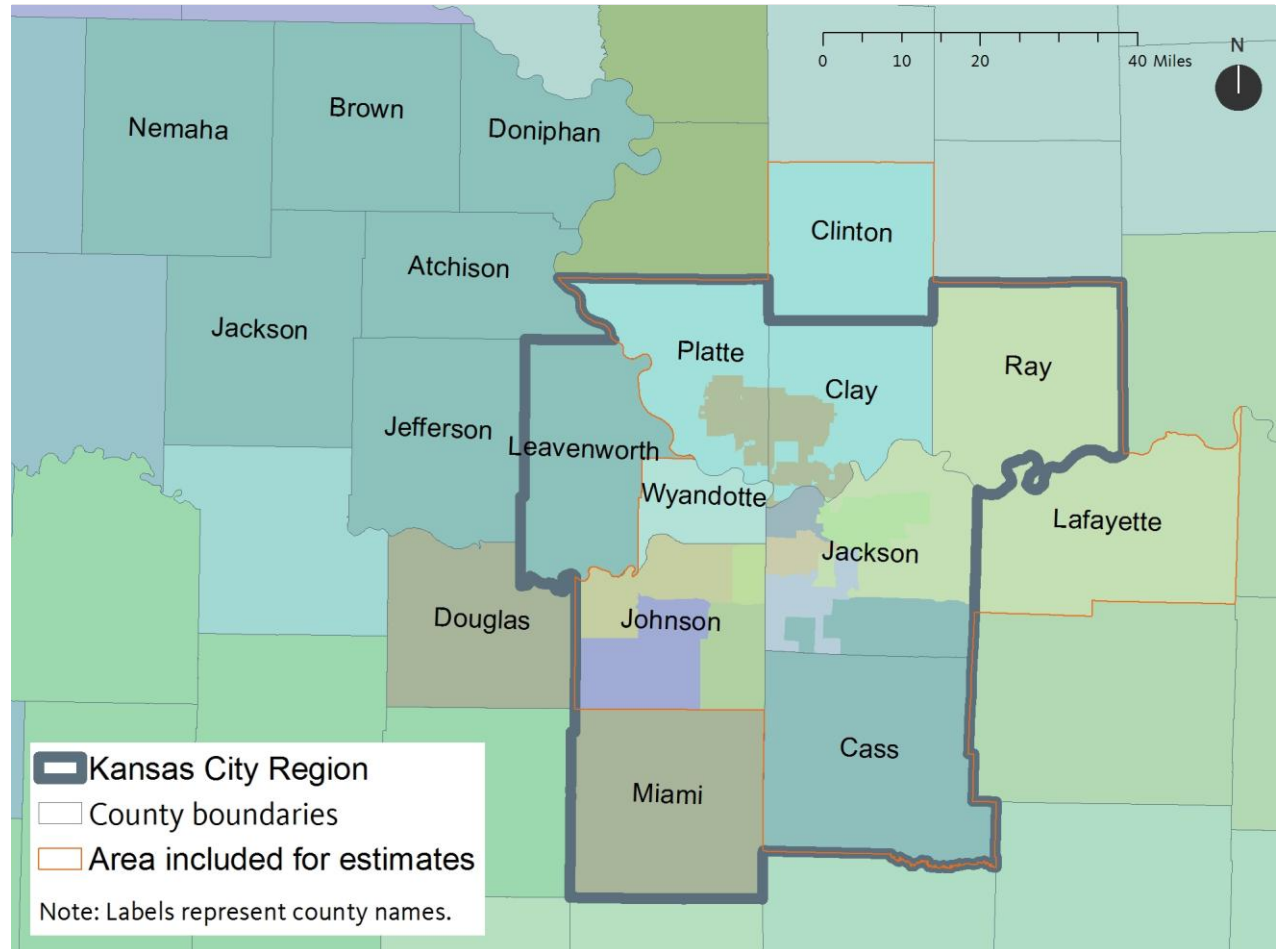 N
0 10 20 40 Miles
Nemaha
Brown
Doniphan
Clinton
Atchison
Jackson
Platte
Ray
Clay
Jefferson
Leavenworth
Wyandotte
Lafayette
Jackson
Douglas
Johnson
Cass
Miami
Kansas City Region
County boundaries
Area included for estimates
Note: Labels represent county names.